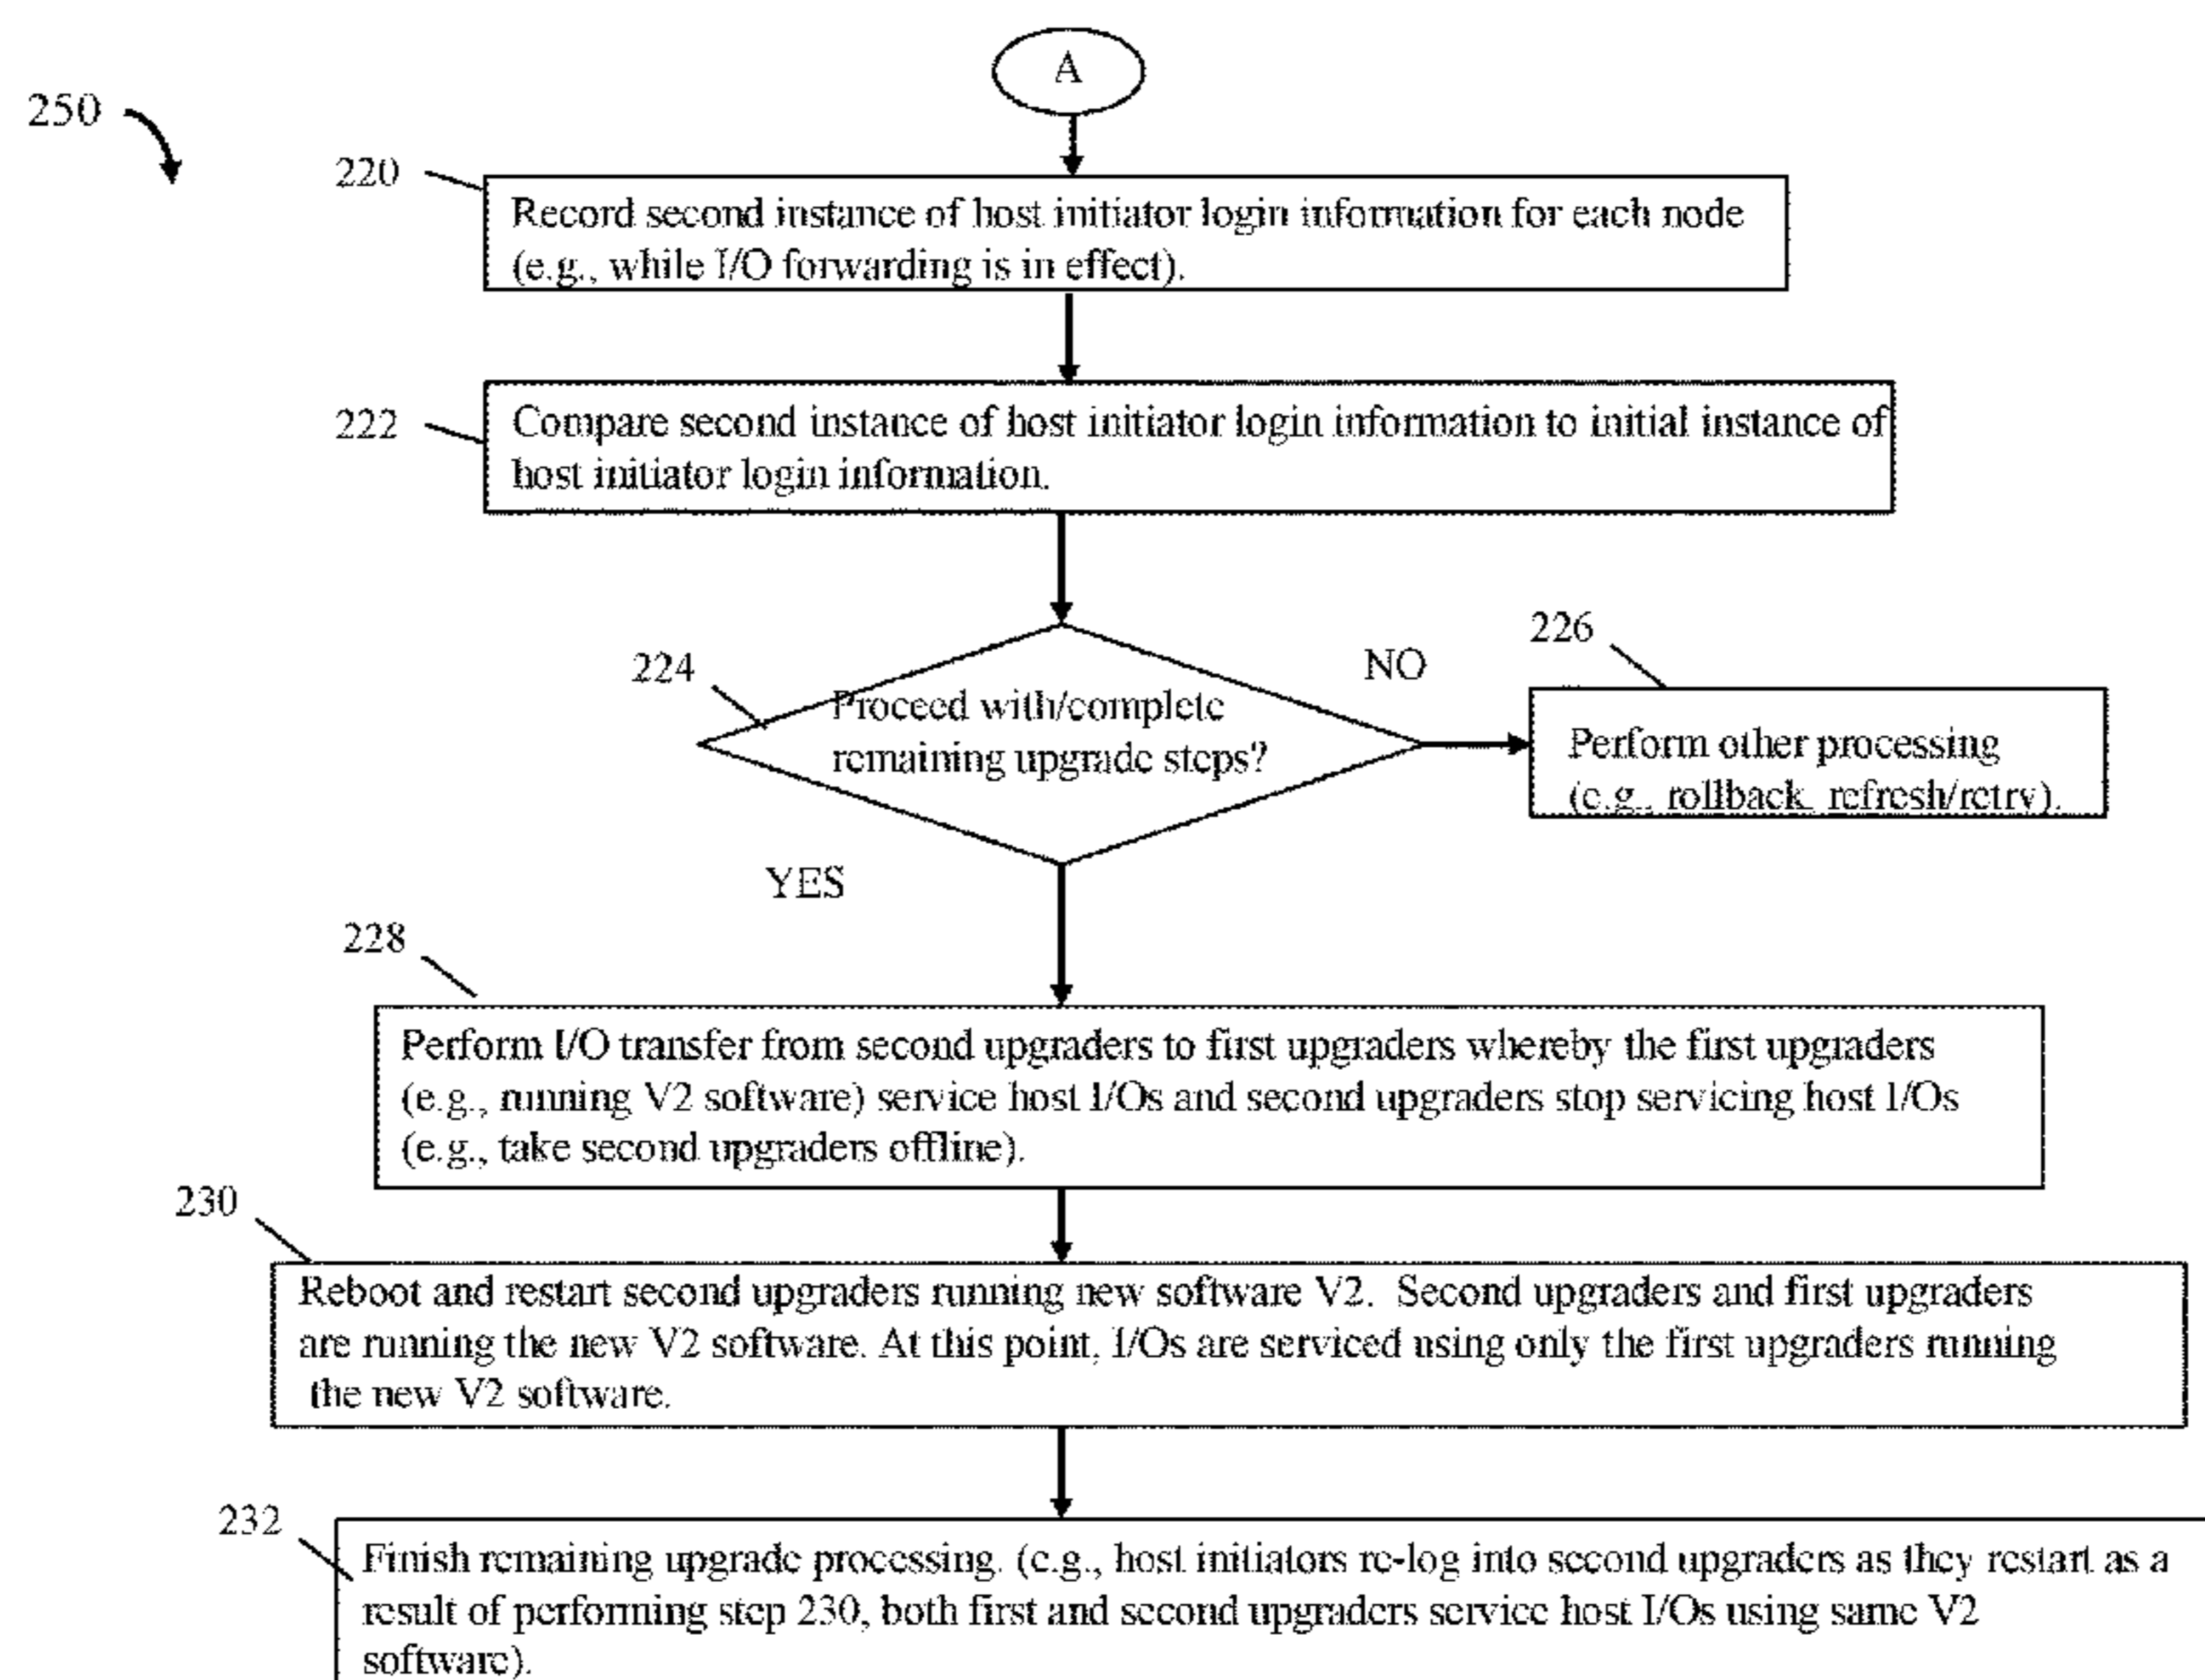 A
250
220
Record second instance of host initiator login information for each node
(e.g., while I/O forwarding is in effect).
222
Compare second instance of host initiator login information to initial instance of
host initiator login information.
224
Proceed with/complete
remaining upgrade steps?
NO
226
Perform other processing
(e.g., rollback, refresh/retry).
YES
228
Perform I/O transfer from second upgraders to first upgraders whereby the first upgraders
(e.g., running V2 software) service host I/Os and second upgraders stop servicing host I/Os
(e.g., take second upgraders offline).
230
Reboot and restart second upgraders running new software V2. Second upgraders and first upgraders
are running the new V2 software. At this point, I/Os are serviced using only the first upgraders running
the new V2 software.
232
Finish remaining upgrade processing. (e.g., host initiators re-log into second upgraders as they restart as a
result of performing step 230, both first and second upgraders service host I/Os using same V2
software).